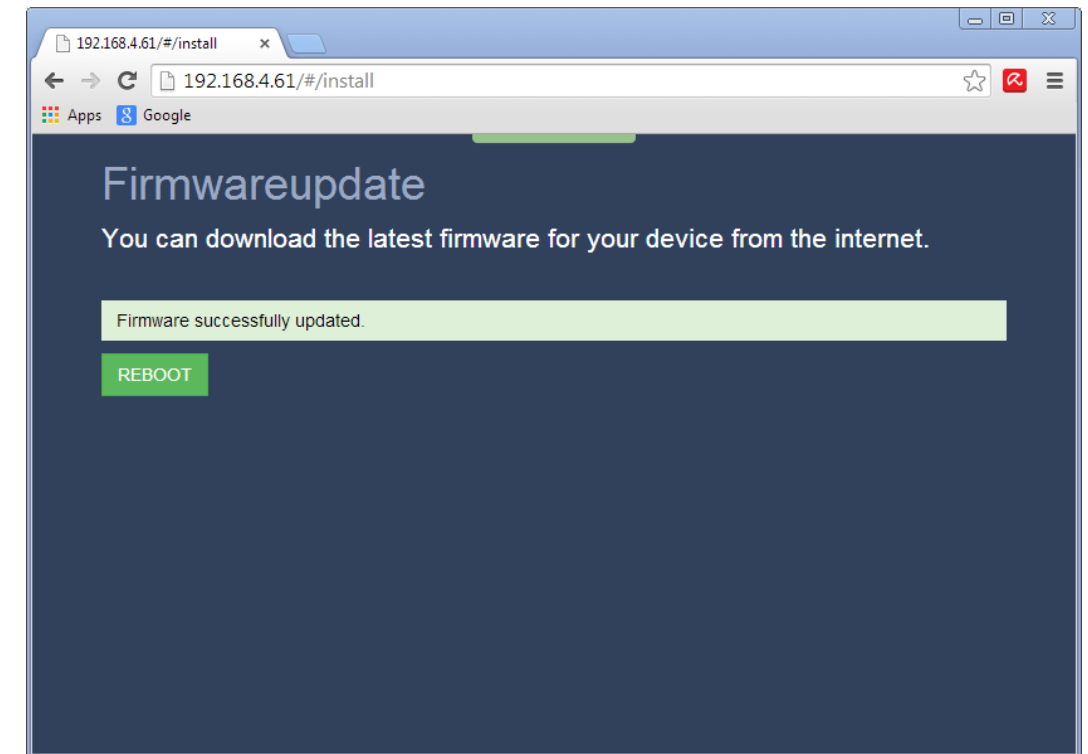 192.168.4.61/#/install
192.168.4.61/#/install
Apps 8 Google
Firmwareupdate
You can download the latest firmware for your device from the internet.
Firmware successfully updated.
REBOOT